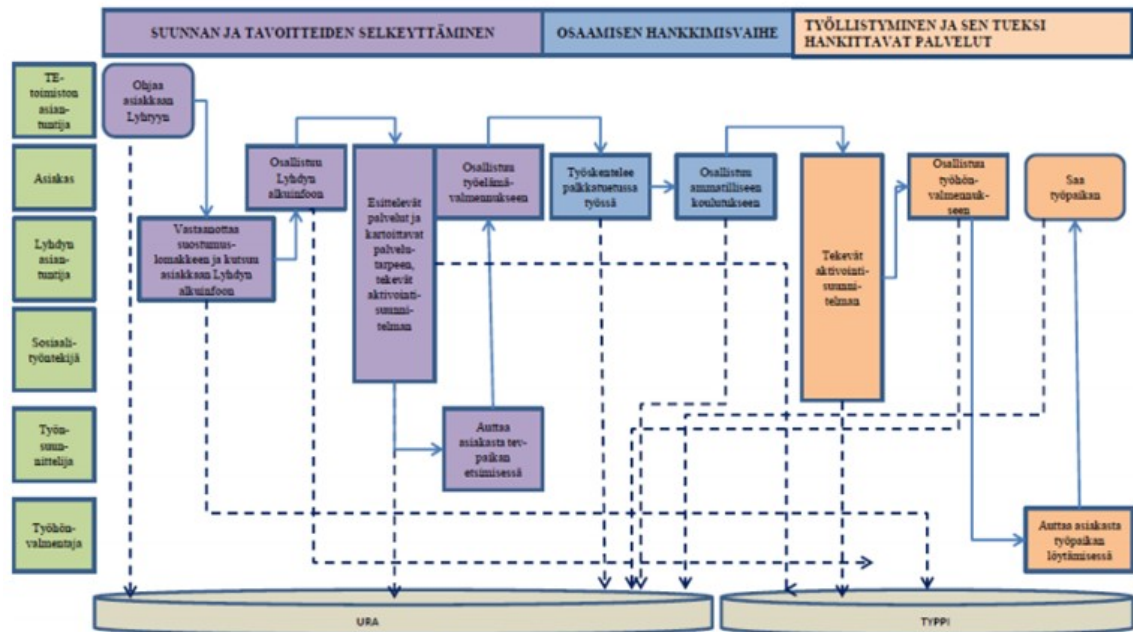 SUUNNAN JA TAVOITTEIDEN SELKEYTTÄMINEN
OSAAMISEN HANKKIMISVAIHE
TYÖLLISTYMINEN JA SEN TUEKSI
HANKITTAVAT PALVELUT
TE-
toimiston
asian-
tuntija
Ohjaa
asiakkaan
Lyhtyyn
Asiakas
Osallistuu
Lyhdyn
alkuinfoon
Esittelevät
palvelut ja
kartoittavat
palvelu-
tarpeen,
tekevät
aktivointi-
suunni-
telman
Osallistuu
työelämä-
valmennukseen
Työskentelee
palkkatuetussa
työssä
Osallistuu
ammatilliseen
koulutukseen
Tekevät
aktivointi-
suunni-
telman
Osallistuu
työhön-
valmennuk-
seen
Saa
työpaikan
Lyhdyn
asian-
tuntija
Vastaanottaa
suostumus-
lomakkeen ja kutsuu
asiakkaan Lyhdyn
alkuinfoon
Sosiaali-
työntekijä
Työn-
suun-
nittelija
Auttaa
asiakasta tev-
paikan
etsimisessä
Työhön-
valmentaja
Auttaa asiakasta
työpaikan
löytämisessä
URA
TYPPI